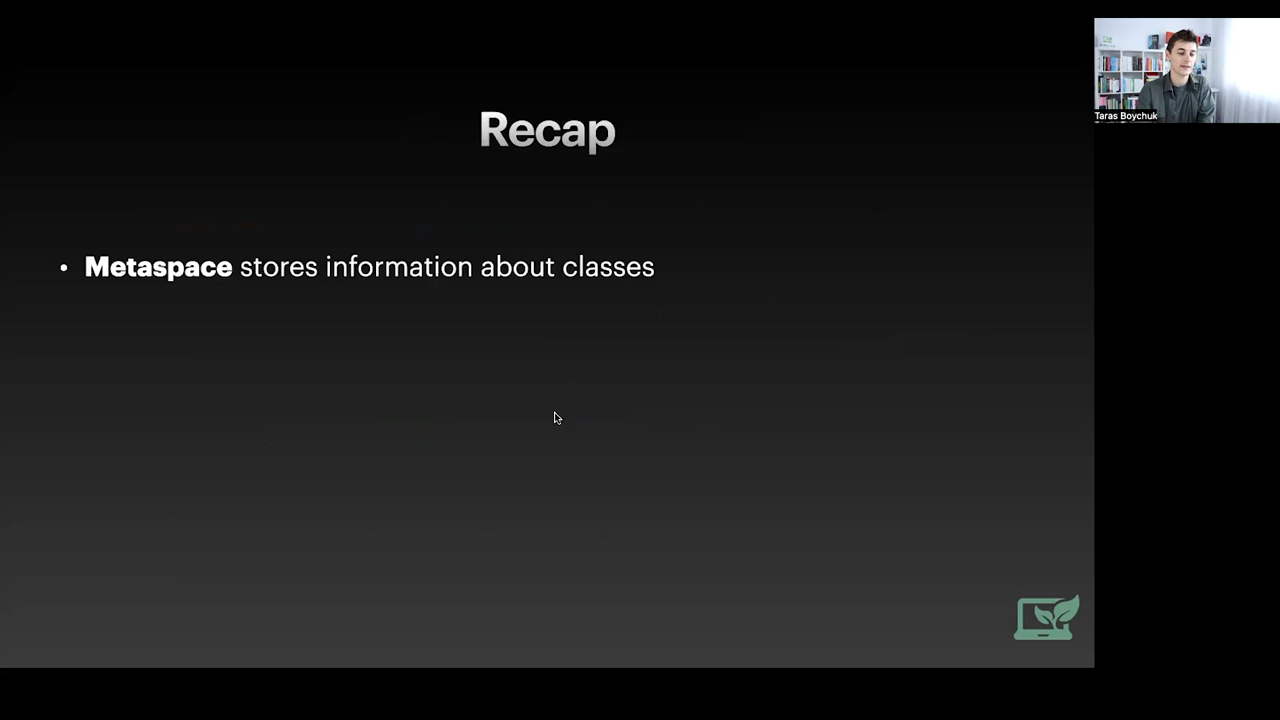 Recap
• Metaspace stores information about classes
Taras Boychuk